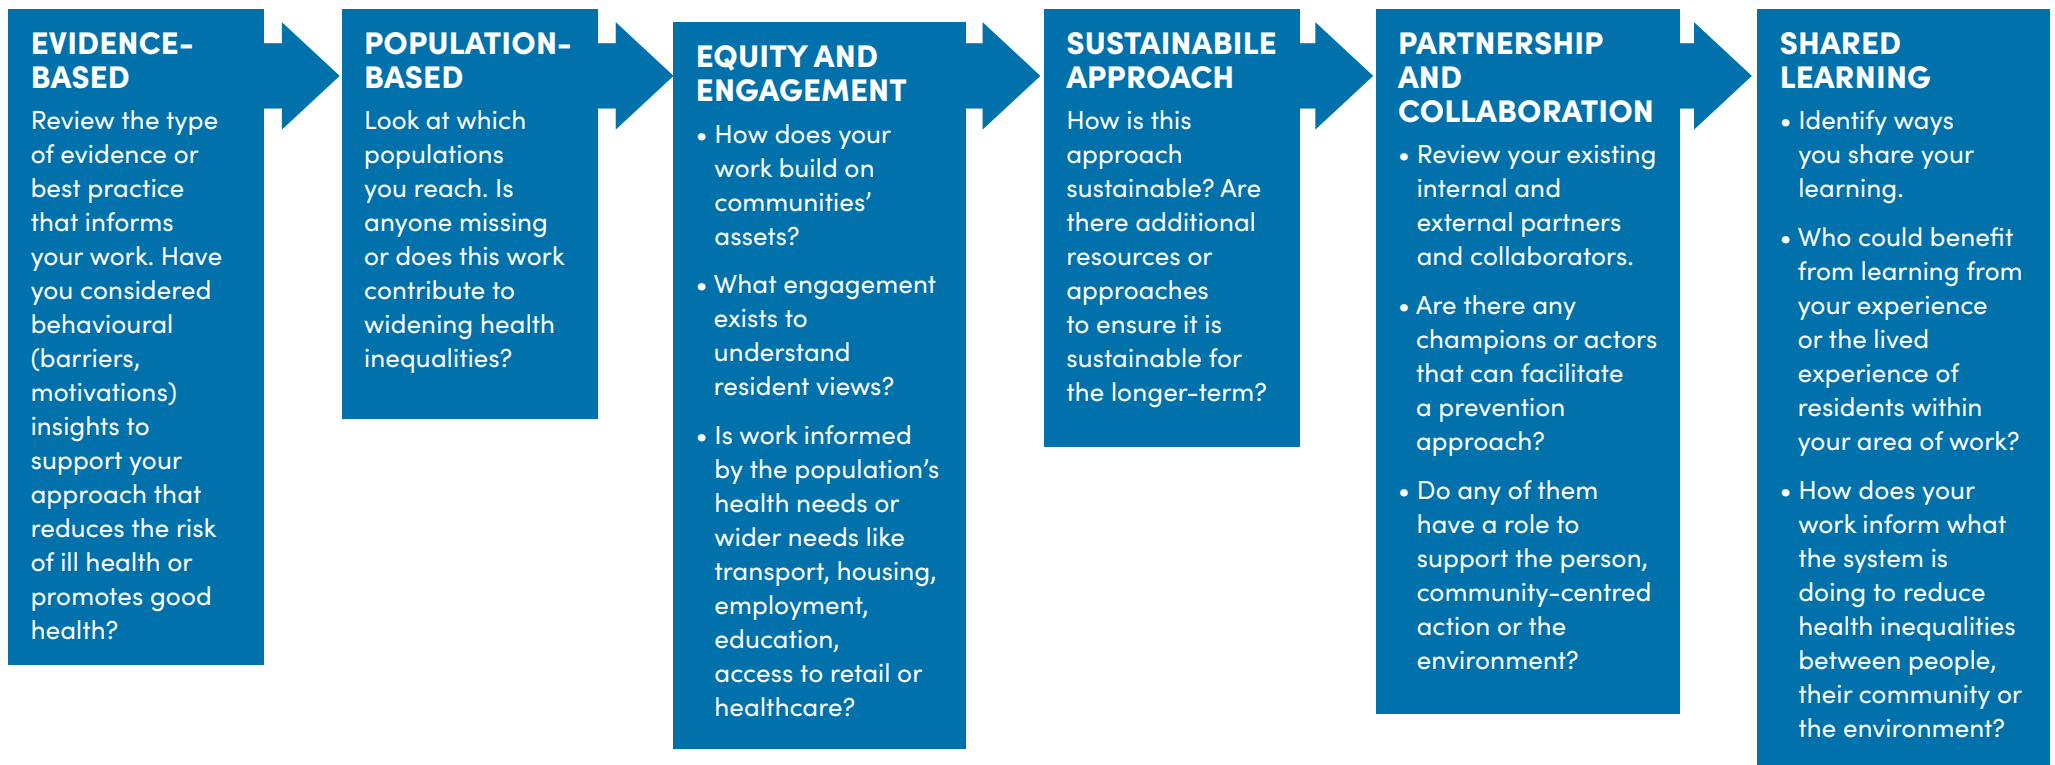 EVIDENCE-
BASED
Review the type
of evidence or
best practice
that informs
your work. Have
you considered
behavioural
(barriers,
motivations)
insights to
support your
approach that
reduces the risk
of ill health or
promotes good
health?
POPULATION-
BASED
Look at which
populations
you reach. Is
anyone missing
or does this work
contribute to
widening health
inequalities?
EQUITY AND
ENGAGEMENT
• How does your
work build on
communities’
assets?
• What engagement
exists to
understand
resident views?
• Is work informed
by the population’s
health needs or
wider needs like
transport, housing,
employment,
education,
access to retail or
healthcare?
SUSTAINABILE
APPROACH
How is this
approach
sustainable? Are
there additional
resources or
approaches
to ensure it is
sustainable for
the longer-term?
PARTNERSHIP
AND
COLLABORATION
• Review your existing
internal and
external partners
and collaborators.
• Are there any
champions or actors
that can facilitate
a prevention
approach?
• Do any of them
have a role to
support the person,
community-centred
action or the
environment?
SHARED
LEARNING
• Identify ways
you share your
learning.
• Who could benefit
from learning from
your experience
or the lived
experience of
residents within
your area of work?
• How does your
work inform what
the system is
doing to reduce
health inequalities
between people,
their community or
the environment?